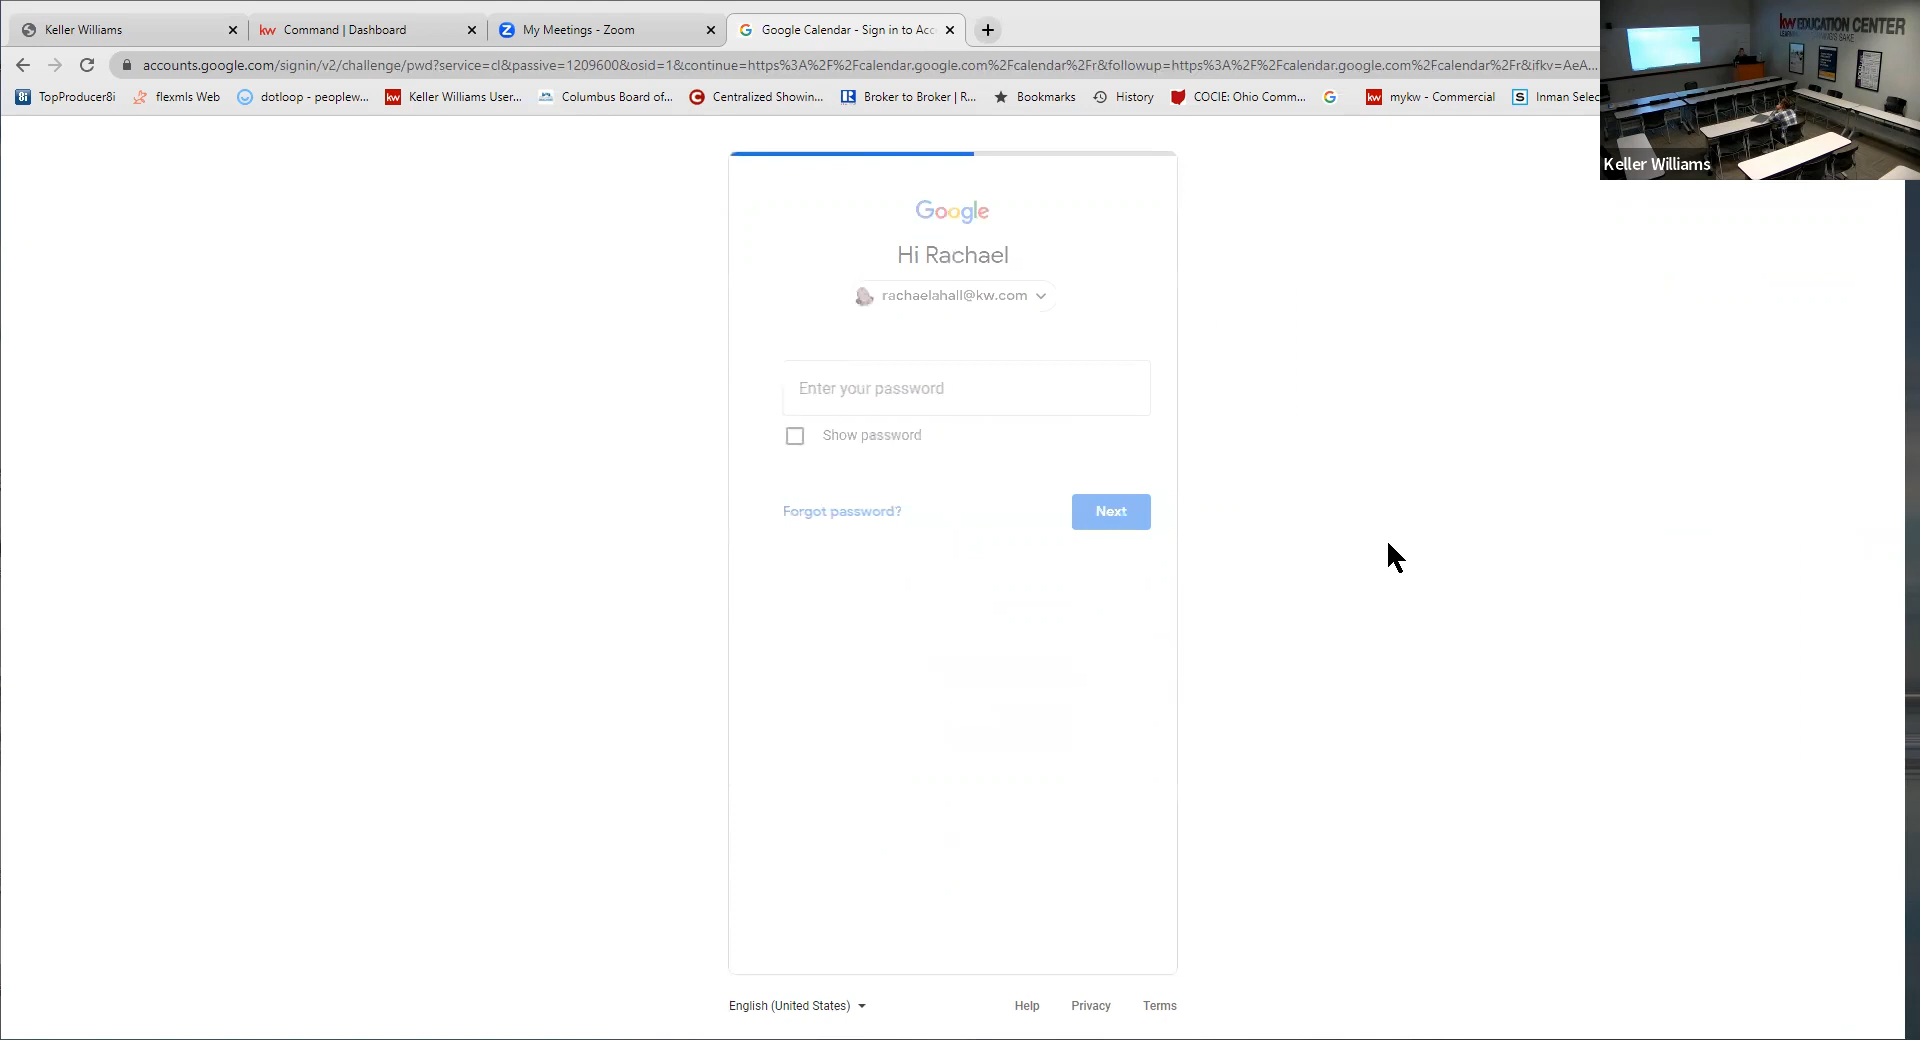 Keller Williams
kw Command | Dashboard
My Meetings - Zoom
Google Calendar - Sign in to Acc
accounts.google.com/signin/v2/challenge/pwd?service=cl&passive=1209600&osid=1&continue=https%3A%2F%2Fcalendar.google.com%2Fcalendar%2Fr&followup=https%3A%2F%2Fcalendar.google.com%2Fcalendar%2Fr&ifkv=AeA...
8i TopProducer8i
flexmls Web
dotloop - peoplew...
kw Keller Williams User...
Columbus Board of...
Centralized Showin...
Broker to Broker | R...
Bookmarks
History
COCIE: Ohio Comm...
kw mykw - Commercial
S Inman Selec
kw EDUCATION CENTER
Keller Williams
Google
Hi Rachael
rachaelahall@kw.com
Enter your password
Show password
Forgot password?
Next
English (United States)
Help
Privacy
Terms